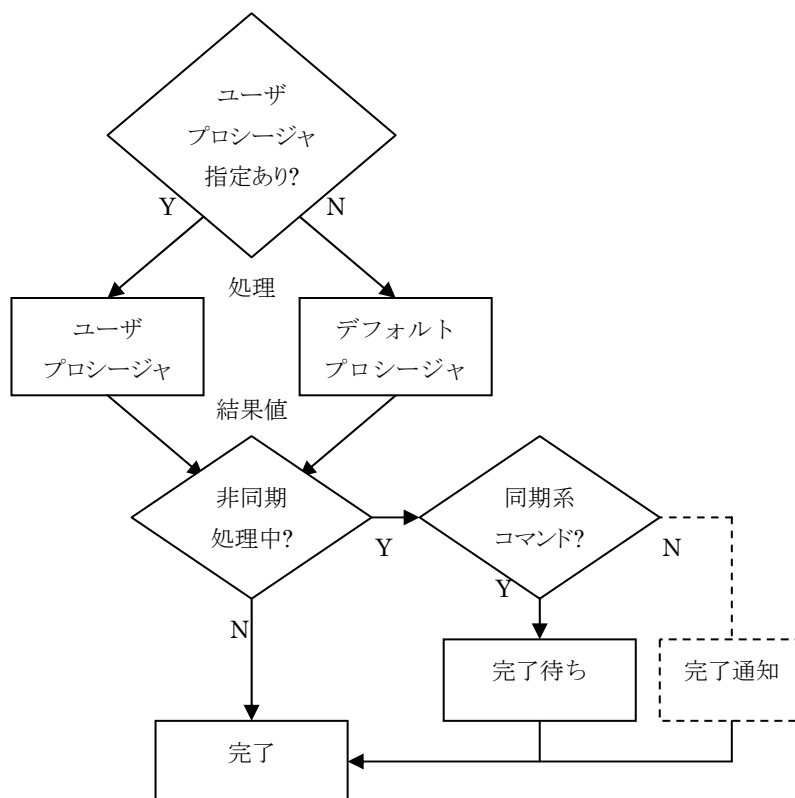 ユーザ
プロシージャ
指定あり?
Y
N
処理
ユーザ
プロシージャ
デフォルト
プロシージャ
結果値
非同期
処理中?
Y
同期系
コマンド?
N
Y
N
完了待ち
完了通知
完了